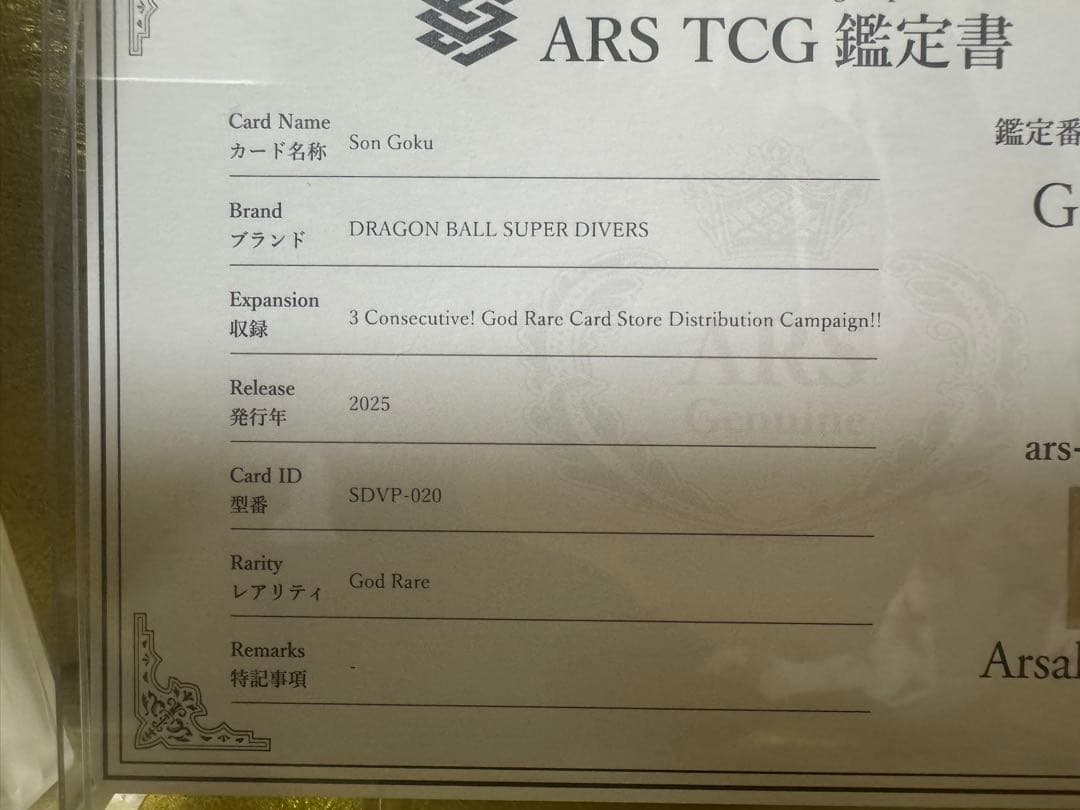 ARS TCG 鑑定書
Card Name
カード名称
Son Goku
Brand
ブランド
DRAGON BALL SUPER DIVERS
Expansion
収録
3 Consecutive! God Rare Card Store Distribution Campaign!!
Release
発行年
2025
Card ID
型番
SDVP-020
Rarity
レアリティ
God Rare
Remarks
特記事項
-
鑑定番
G
ars-
Arsa
ARS
Genuine